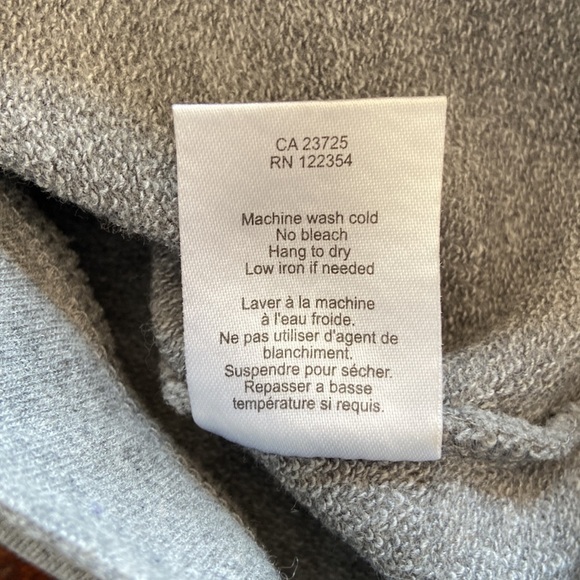 CA 23725
RN 122354
Machine wash cold
No bleach
Hang to dry
Low iron if needed
Laver à la machine
à l'eau froide.
Ne pas utiliser d'agent de
blanchiment.
Suspendre pour sécher.
Repasser a basse
température si requis.